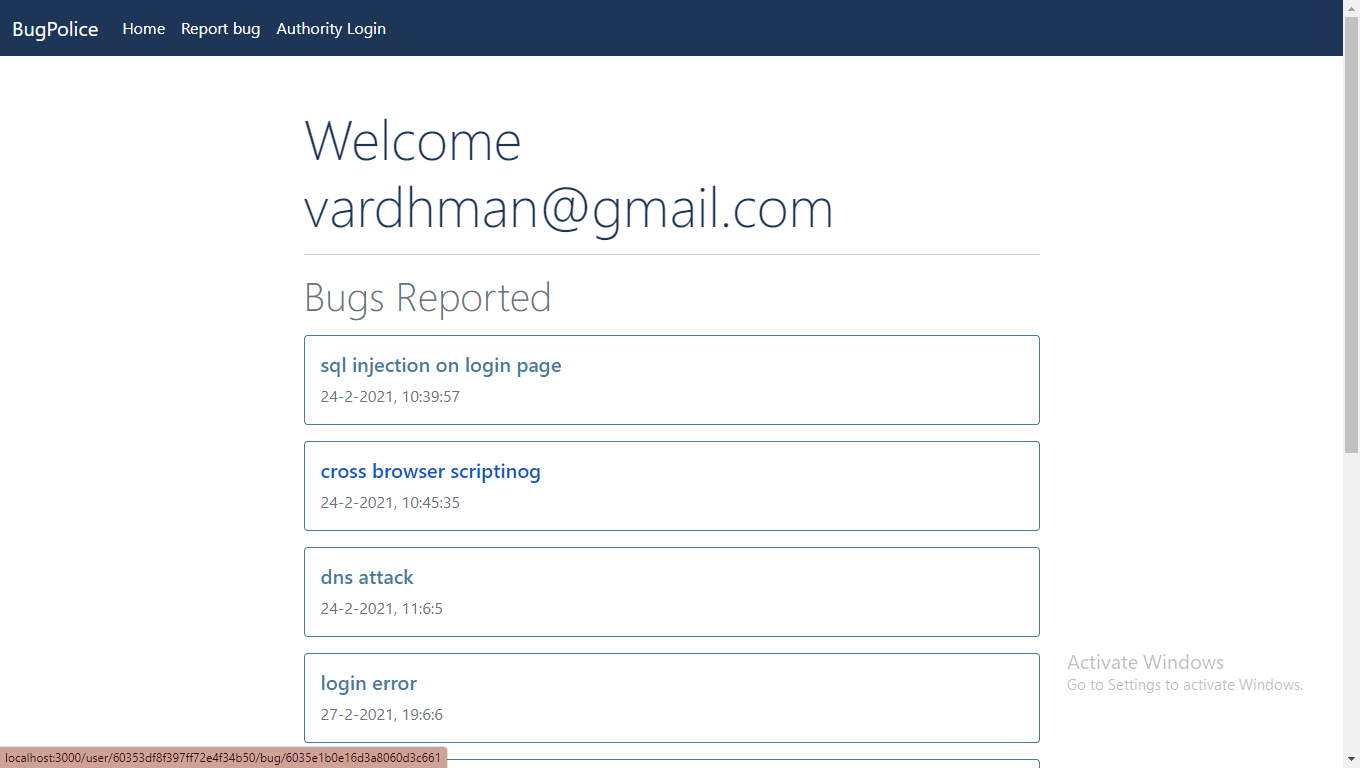 BugPolice Home Report bug Authority Login
Welcome
vardhman@gmail.com
Bugs Reported
sql injection on login page
24-2-2021, 10:39:57
cross browser scriptinog
24-2-2021, 10:45:35
dns attack
24-2-2021, 11:6:5
login error
27-2-2021, 19:6:6
Activate Windows
Go to Settings to activate Windows.
localhost:3000/user/60353df8f397ff72e4f34b50/bug/6035e1b0e16d3a8060d3c661